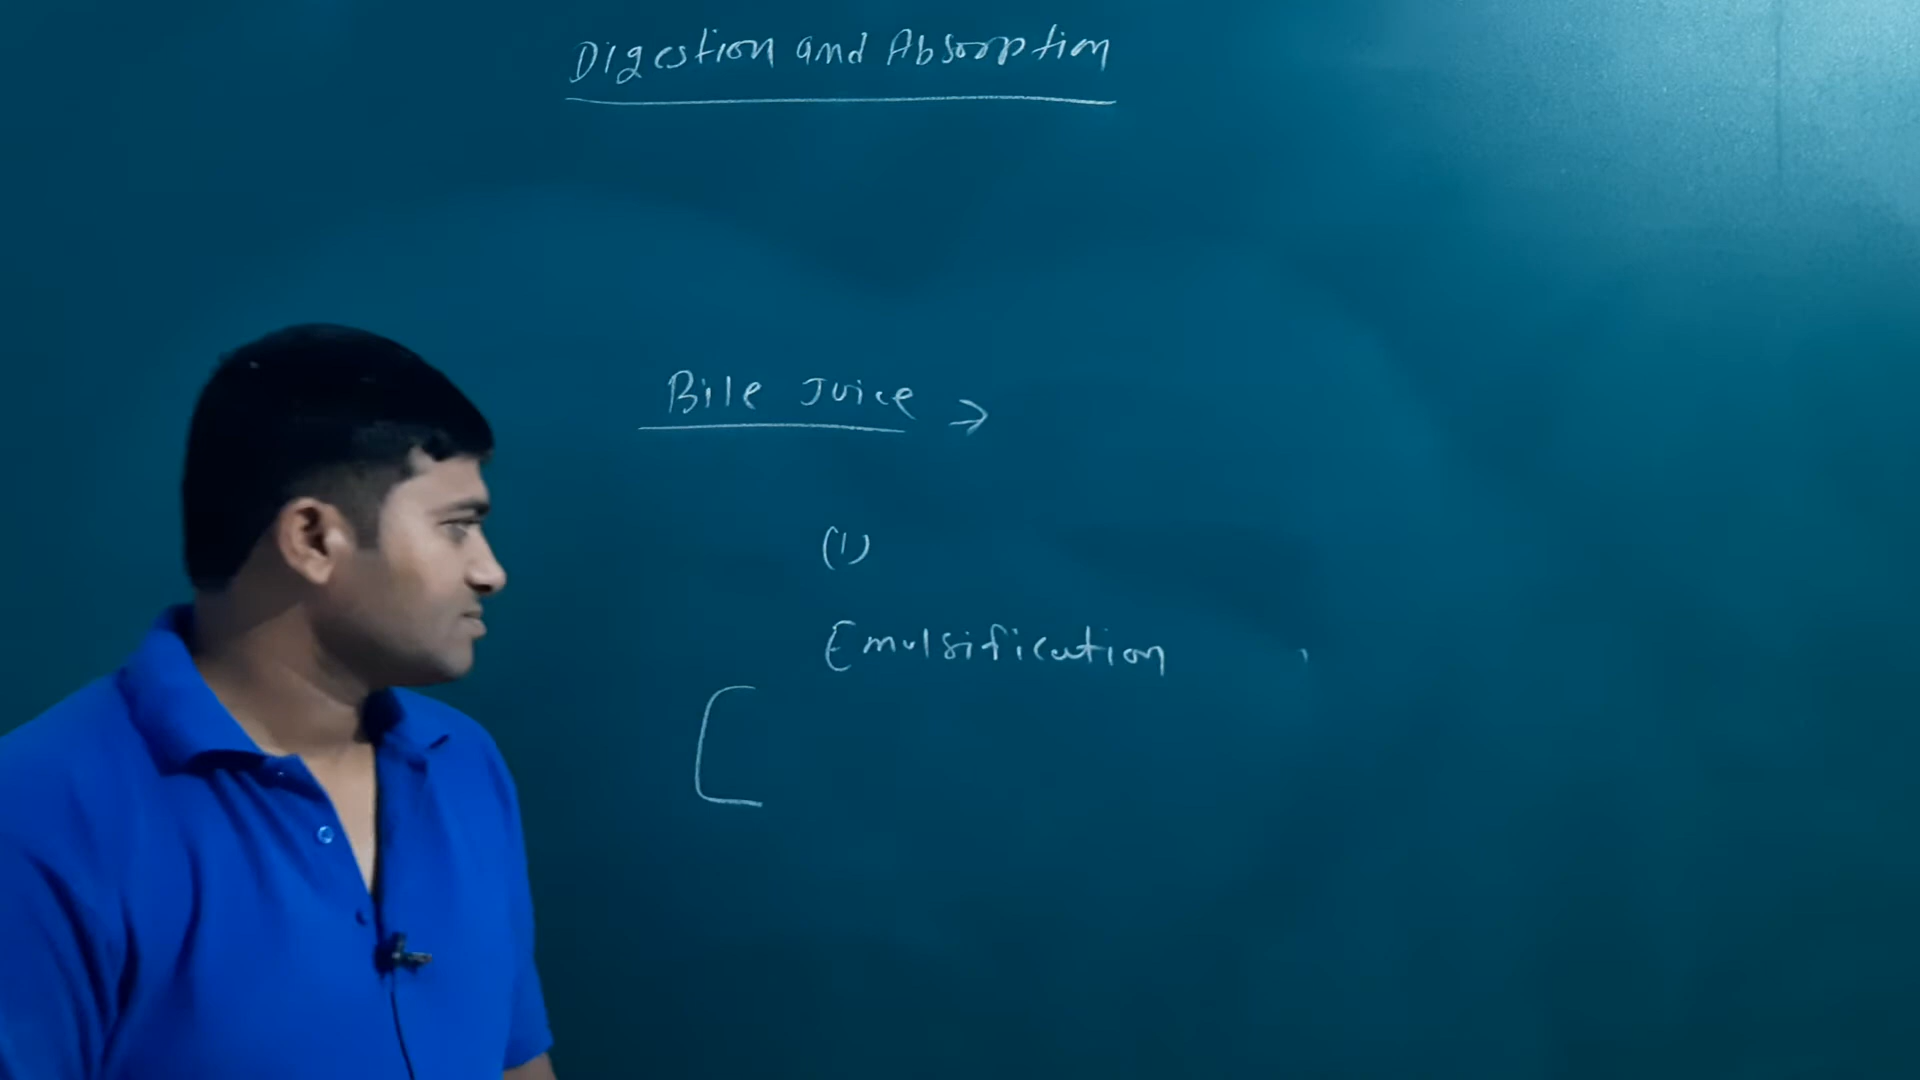 Digestion and Absorption
Bile Juice →
(1)
Emulsification